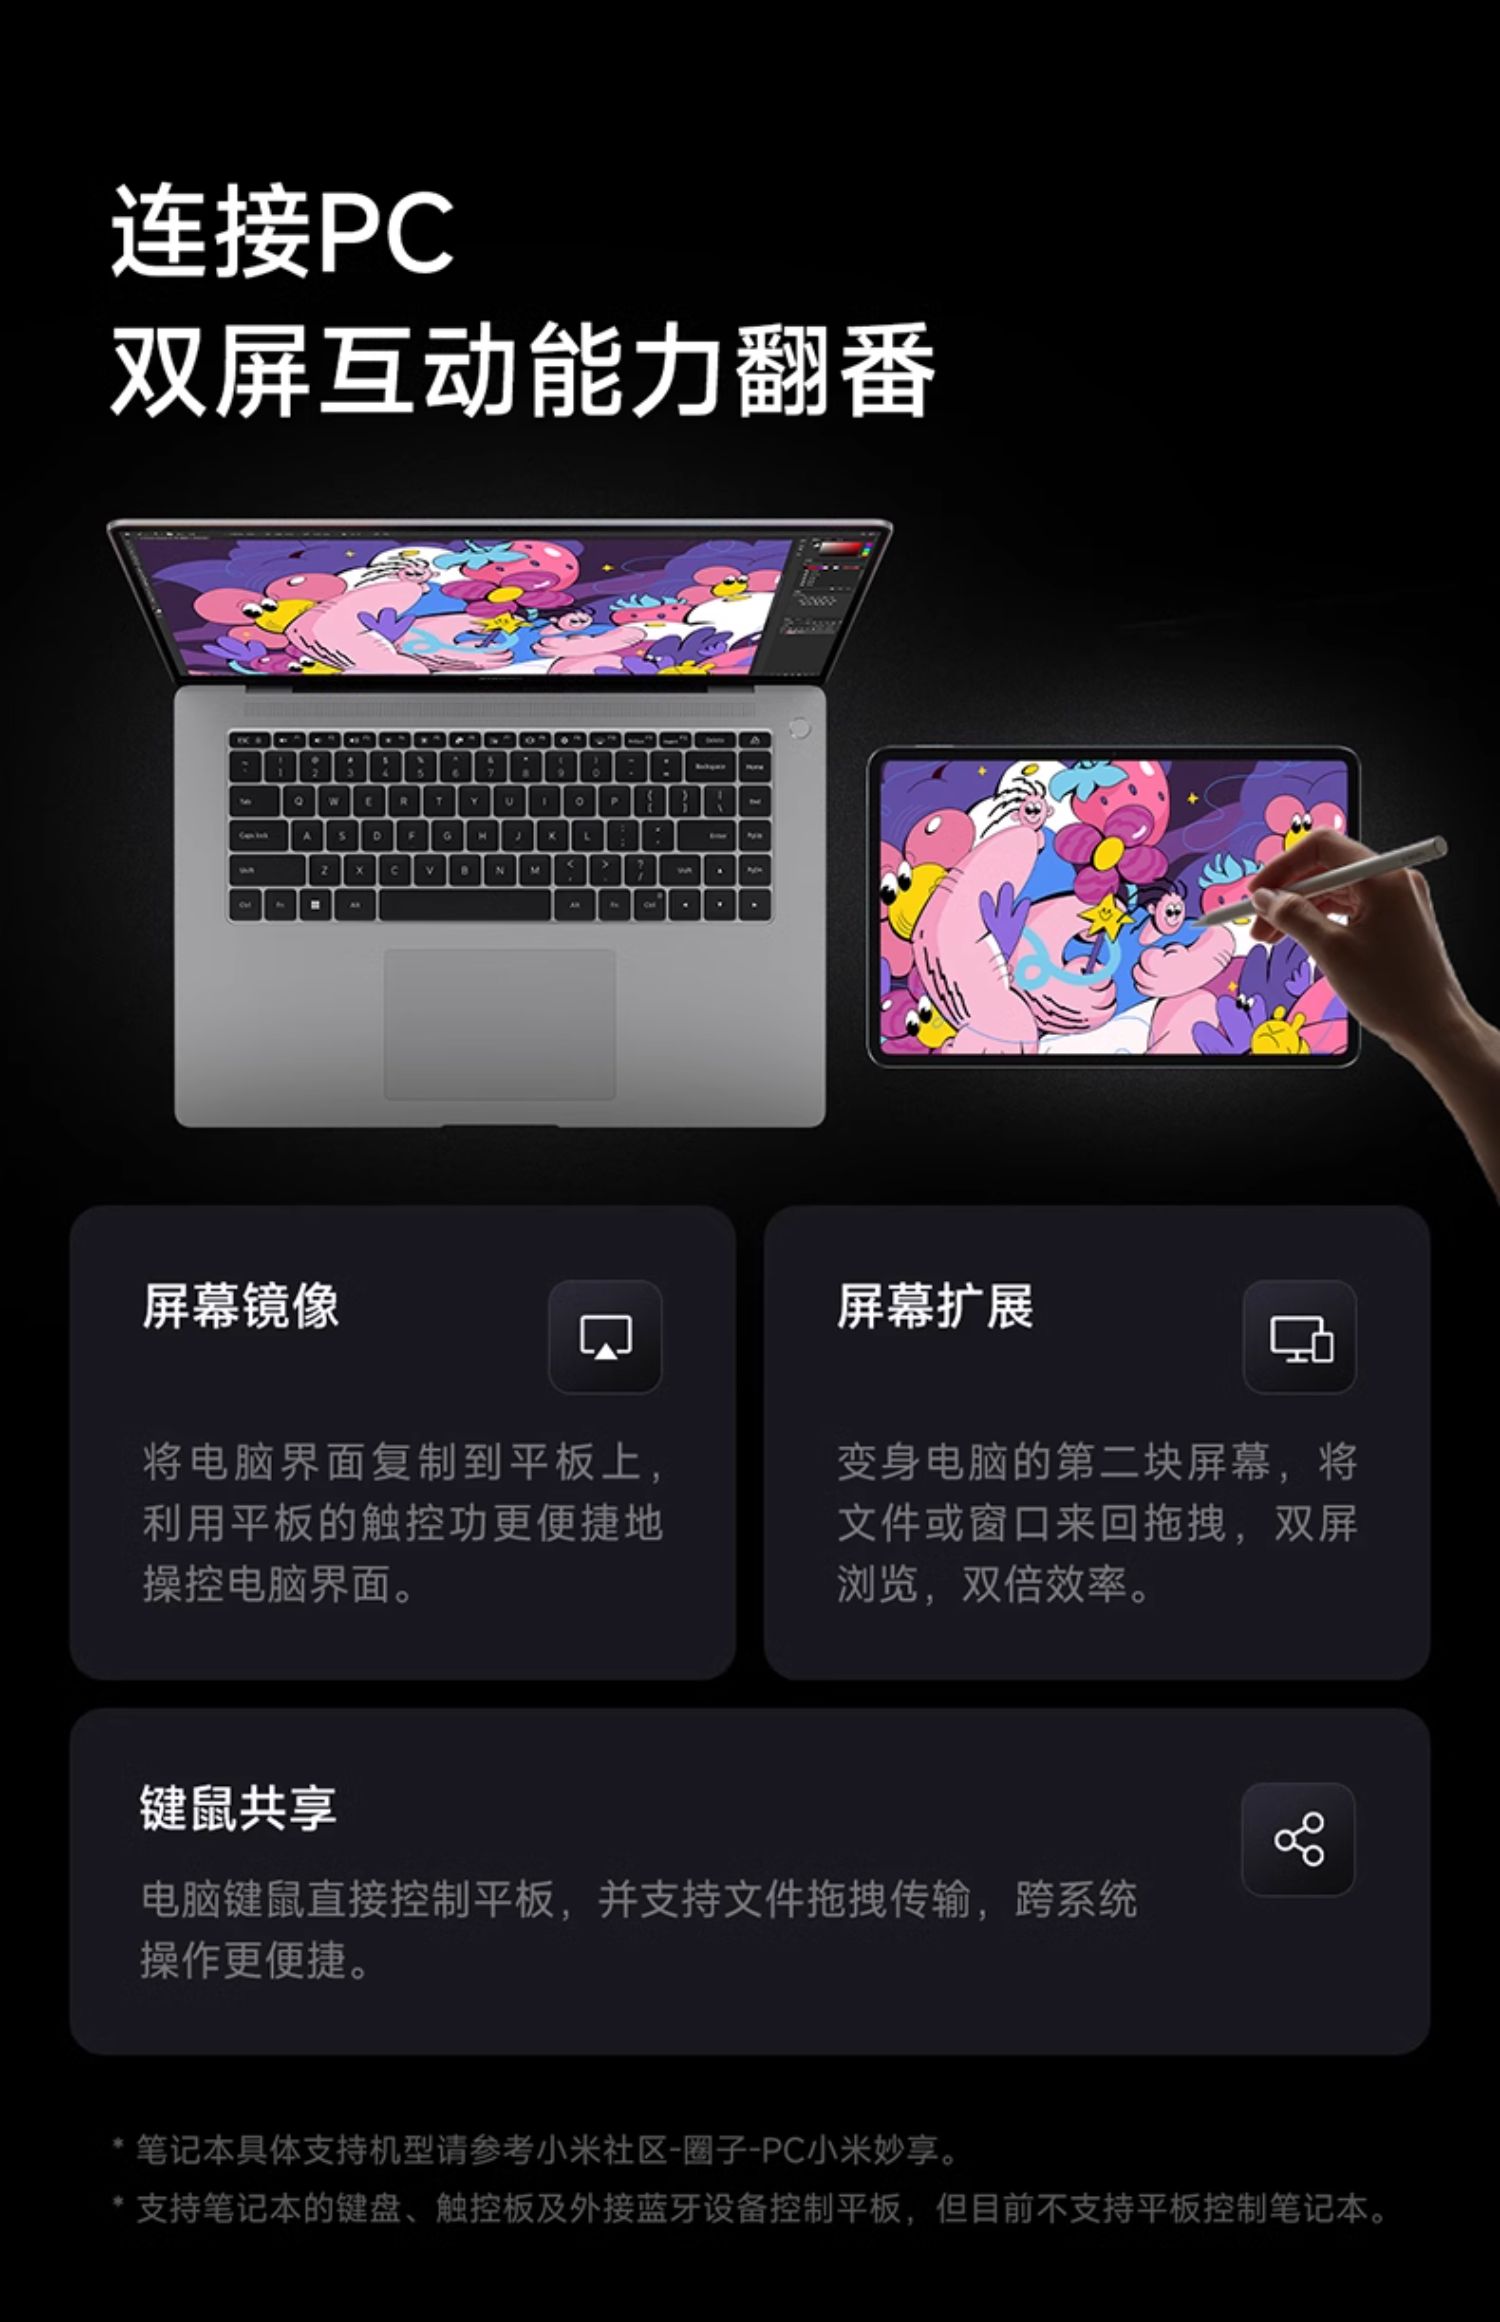 连接PC
双屏互动能力翻番
屏幕镜像
将电脑界面复制到平板上，
利用平板的触控功更便捷地
操控电脑界面。
屏幕扩展
变身电脑的第二块屏幕，将
文件或窗口来回拖拽，双屏
浏览，双倍效率。
键鼠共享
电脑键鼠直接控制平板，并支持文件拖拽传输，跨系统
操作更便捷。
* 笔记本具体支持机型请参考小米社区-圈子-PC小米妙享。
* 支持笔记本的键盘、触控板及外接蓝牙设备控制平板，但目前不支持平板控制笔记本。